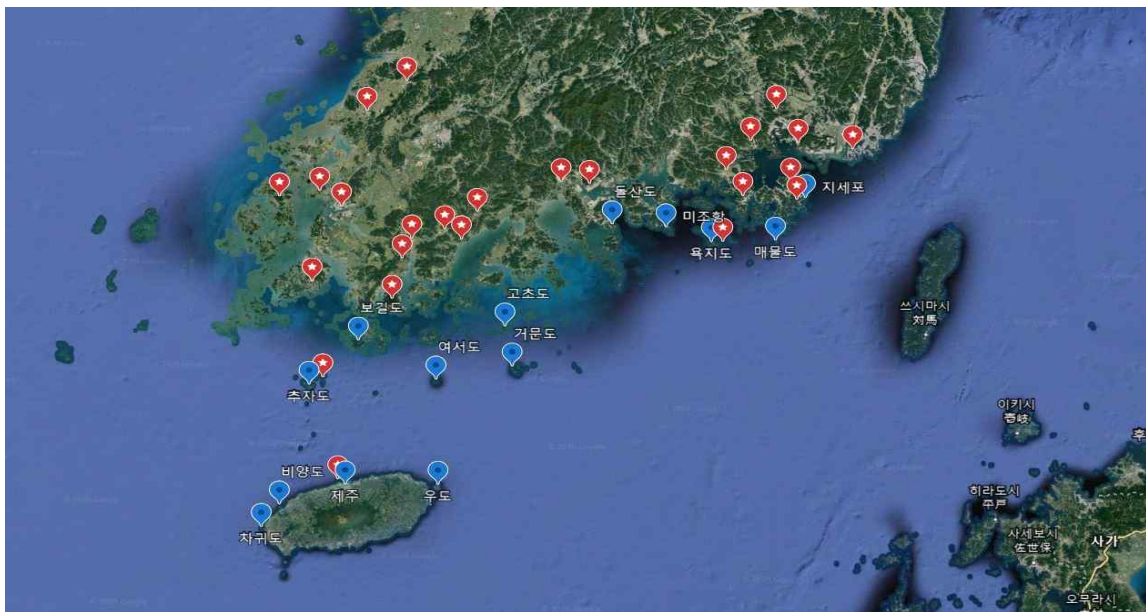 돌산도
지세포
미조항
욕지도
매물도
고초도
보길도
쓰시마시
対馬
거문도
여서도
추자도
이키시
壱岐
비양도
제주
우도
히라도시
平戸
차귀도
사세보시
佐世保
사가
오무라시